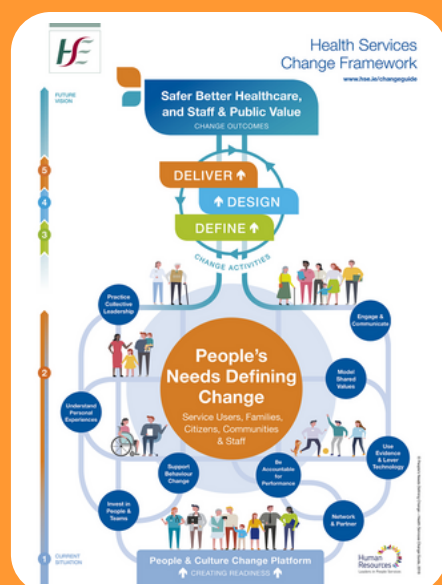 HE
Health Services
Change Framework
www.hse.ie/changeguide
FUTURE
VISION
Safer Better Healthcare,
and Staff & Public Value
CHANGE OUTCOMES
5
DELIVER
4
DESIGN
3
DEFINE
CHANGE ACTIVITIES
Practice
Collective
Leadership
Engage &
Communicate
People's
Needs Defining
Change
Service Users, Families,
Citizens, Communities
& Staff
Model
Shared
Values
2
Understand
Personal
Experiences
Use
Evidence
& Lever
Technology
Support
Behaviour
Change
Be
Accountable
for
Performance
Invest in
People &
Teams
Network
& Partner
1
CURRENT
SITUATION
People & Culture Change Platform
CREATING READINESS
Human
Resources